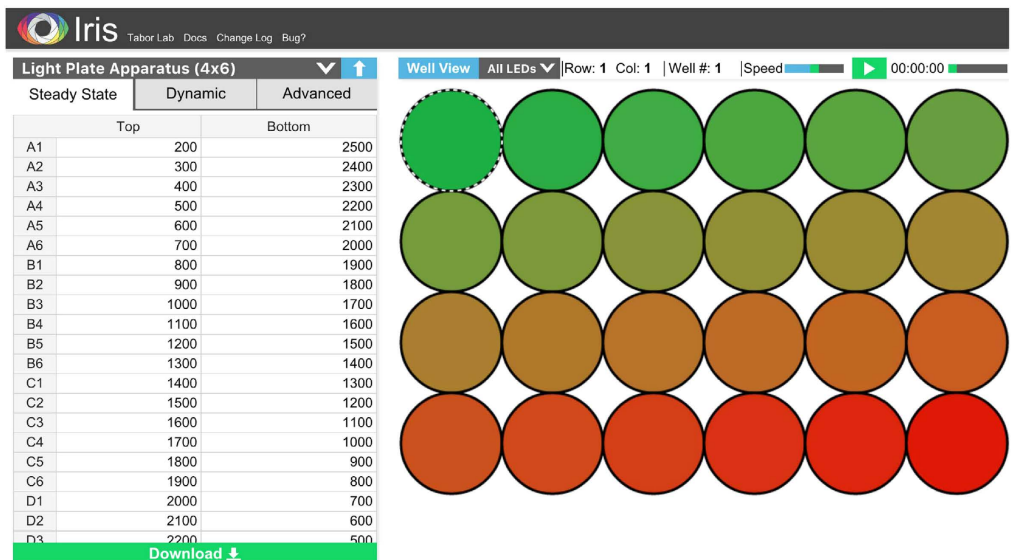 Iris Tabor Lab Docs Change Log Bug?
Light Plate Apparatus (4x6)
Well View All LEDs Row: 1 Col: 1 Well #: 1 Speed 00:00:00
Steady State Dynamic Advanced
Top Bottom
A1 200 2500
A2 300 2400
A3 400 2300
A4 500 2200
A5 600 2100
A6 700 2000
B1 800 1900
B2 900 1800
B3 1000 1700
B4 1100 1600
B5 1200 1500
B6 1300 1400
C1 1400 1300
C2 1500 1200
C3 1600 1100
C4 1700 1000
C5 1800 900
C6 1900 800
D1 2000 700
D2 2100 600
D3 2200 500
Download